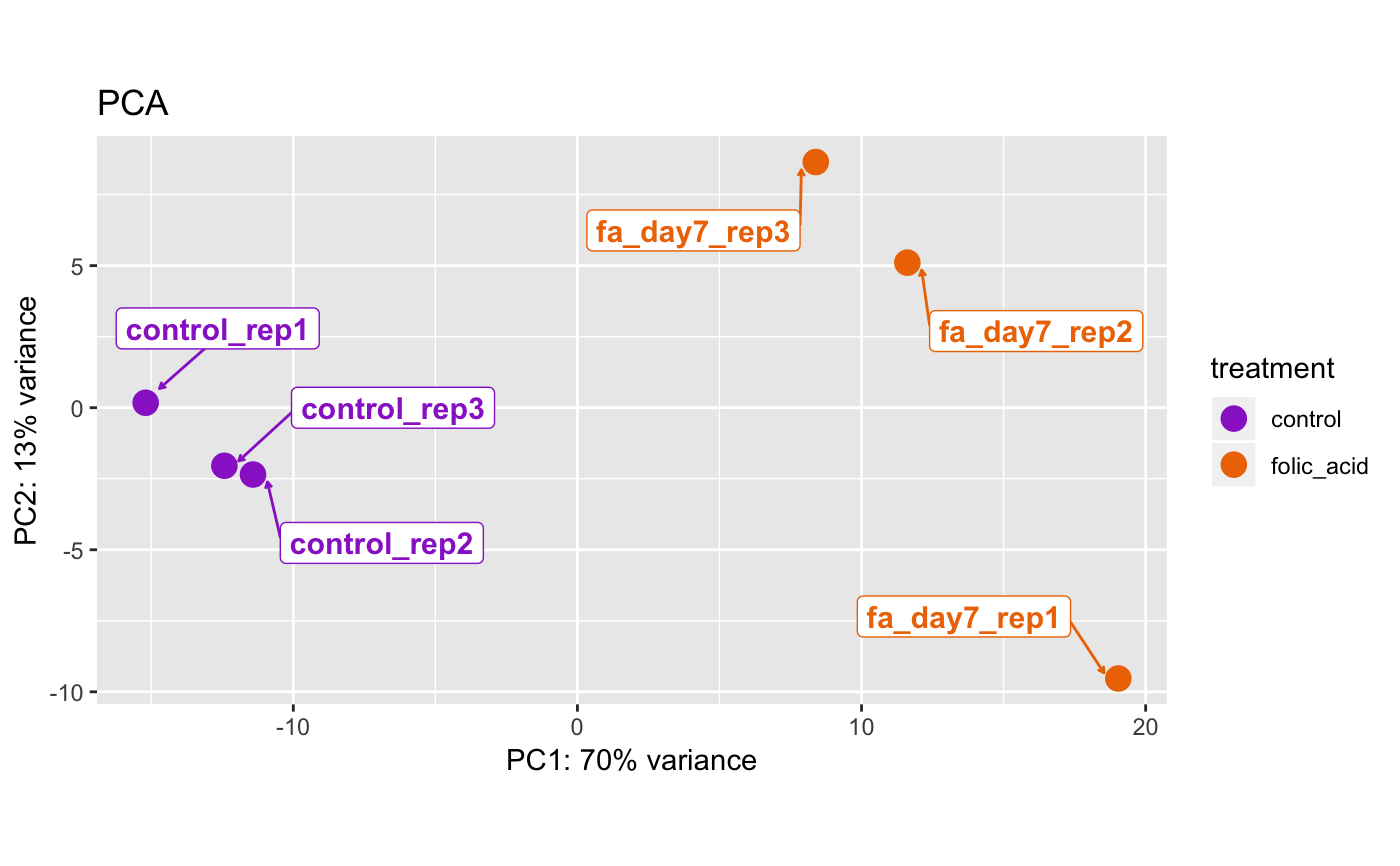 PCA
fa_day7_rep3
fa_day7_rep2
control_rep1
control_rep3
control_rep2
fa_day7_rep1
5
0
-5
-10
PC2: 13% variance
-10
0
10
20
PC1: 70% variance
treatment
control
folic_acid